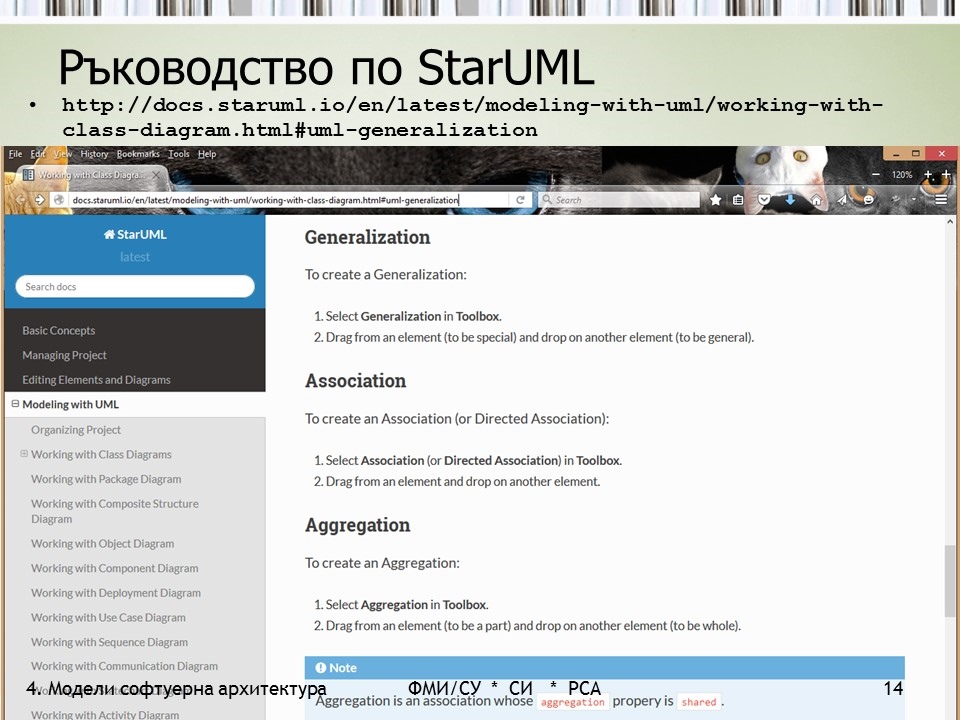 Ръководство по StarUML
• http://docs.staruml.io/en/latest/modeling-with-uml/working-with-
class-diagram.html#uml-generalization
File Edit View History Bookmarks Tools Help
Working with Class Diagra...
120%
docs.staruml.io/en/latest/modeling-with-uml/working-with-class-diagram.html#uml-generalization
Search
StarUML
latest
Search docs
Basic Concepts
Managing Project
Editing Elements and Diagrams
Modeling with UML
Organizing Project
Working with Class Diagrams
Working with Package Diagram
Working with Composite Structure
Diagram
Working with Object Diagram
Working with Component Diagram
Working with Deployment Diagram
Working with Use Case Diagram
Working with Sequence Diagram
Working with Communication Diagram
Working with Activity Diagram
Generalization
To create a Generalization:
1. Select Generalization in Toolbox.
2. Drag from an element (to be special) and drop on another element (to be general).
Association
To create an Association (or Directed Association):
1. Select Association (or Directed Association) in Toolbox.
2. Drag from an element and drop on another element.
Aggregation
To create an Aggregation:
1. Select Aggregation in Toolbox.
2. Drag from an element (to be a part) and drop on another element (to be whole).
Note
Aggregation is an association whose aggregation propery is shared.
4. Модели софтуерна архитектура ФМИ/СУ * СИ * РСА 14